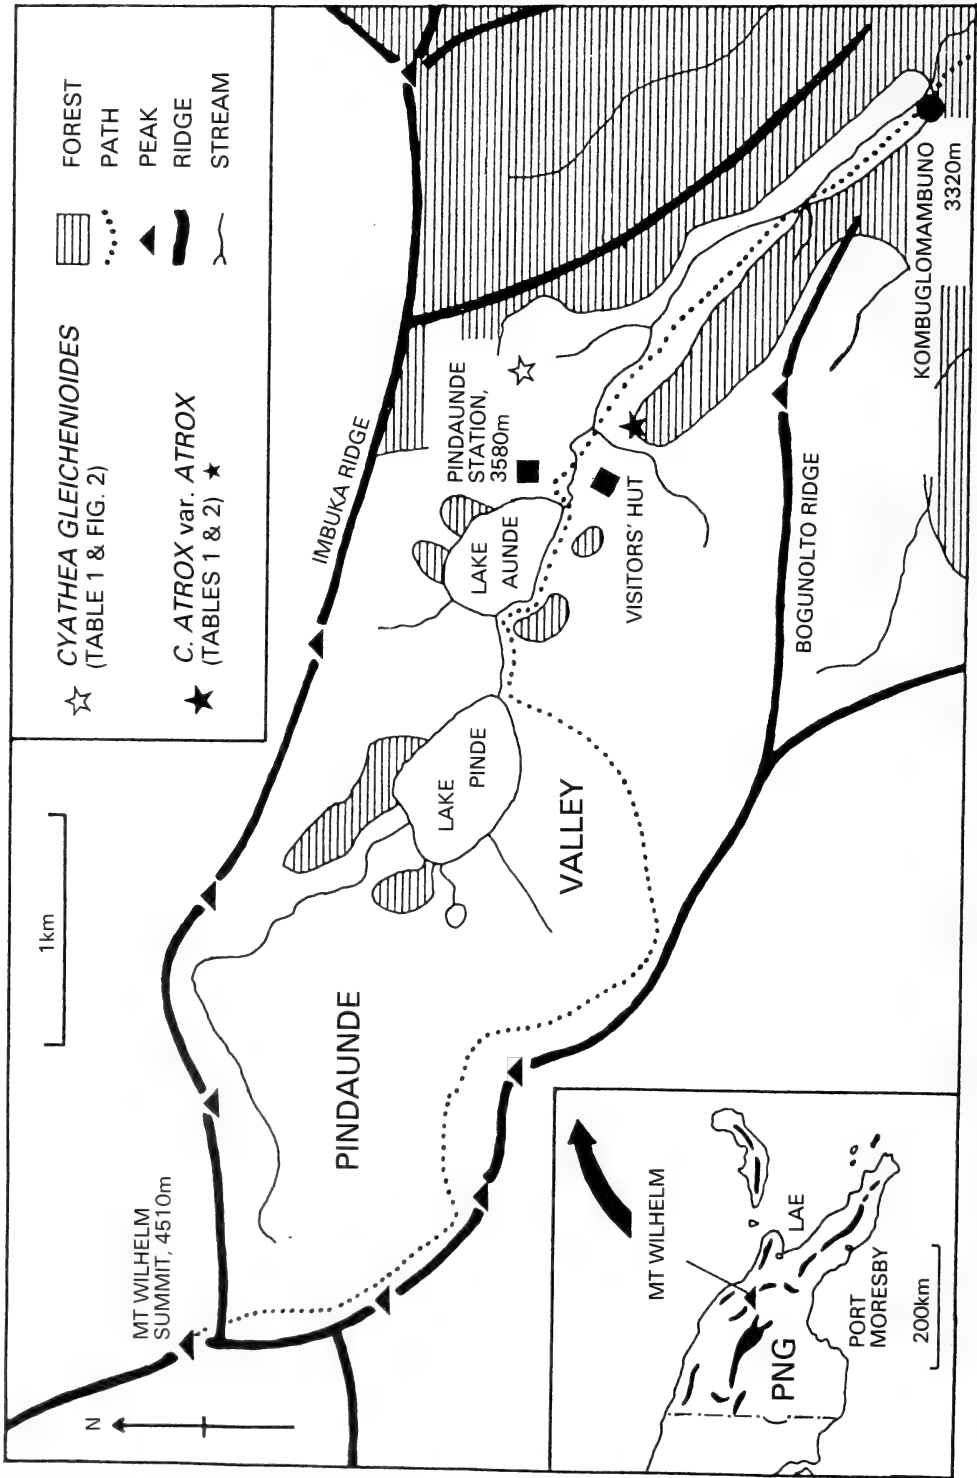 CYATHEA GLEICHENIOIDES
(TABLE 1 & FIG. 2)
C. ATROX var. ATROX
(TABLES 1 & 2)
FOREST
PATH
PEAK
RIDGE
STREAM
1km
N
MT WILHELM
SUMMIT, 4510m
IMBUKA RIDGE
PINDAUNDE
VALLEY
LAKE
PINDE
LAKE
AUNDE
PINDAUNDE
STATION,
3580m
VISITORS' HUT
BOGUNOLTO RIDGE
KOMBUGLOMAMBUNO
3320m
MT WILHELM
LAE
PNG
PORT
MORESBY
200km